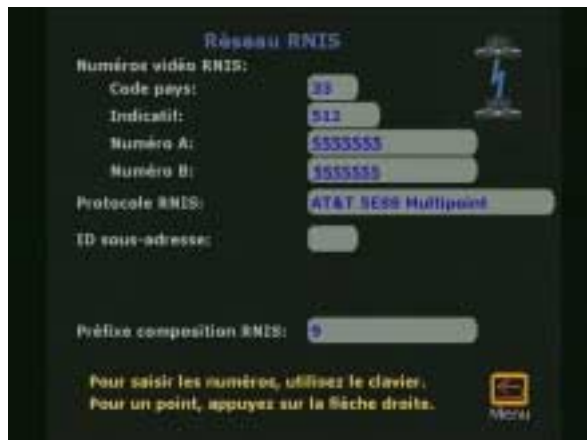 Réseau RNIS
Numéros vidéo RNIS:
Code pays: 33
Indicatif: 512
Numéro A: 5555555
Numéro B: 5555555
Protocole RNIS: AT&T 5ESS Multipoint
ID sous-adresse:
Préfixe composition RNIS: 9
Pour saisir les numéros, utilisez le clavier.
Pour un point, appuyez sur la flèche droite.
Menu